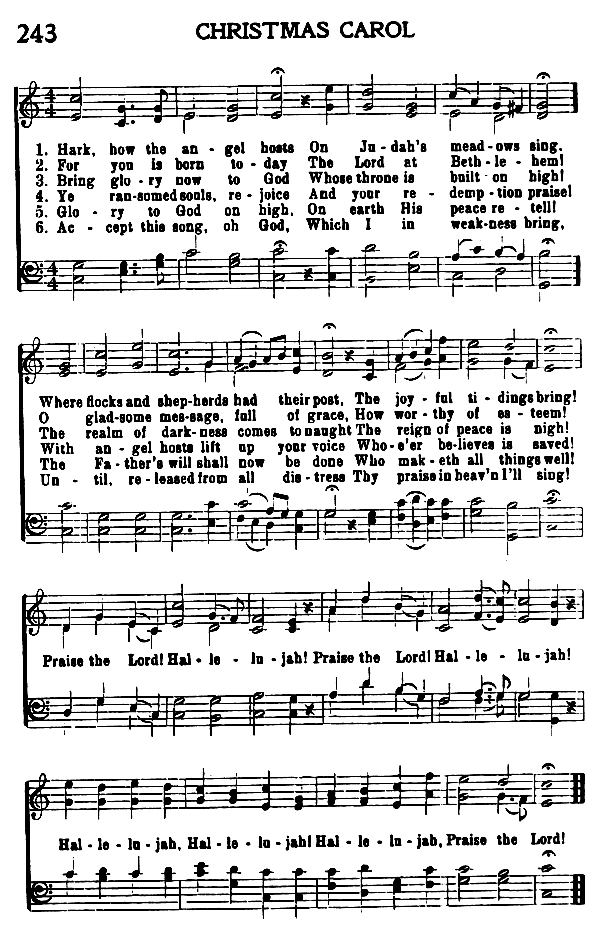 243 CHRISTMAS CAROL
1. Hark, how the an - gel hosts On Ju - dah's mead - ows sing,
2. For you is born to - day The Lord at Beth - le - hem!
3. Bring glo - ry now to God Whose throne is built on high!
4. Ye ran-somed souls, re - joice And your re - demp - tion praise!
5. Glo - ry to God on high, On earth His peace re - tell!
6. Ac - cept this song, oh God, Which I in weak-ness bring,
Where flocks and shep-herds had their post, The joy - ful ti - dings bring!
O glad-some mes-sage, full of grace, How wor - thy of es - teem!
The realm of dark-ness comes to naught The reign of peace is nigh!
With an - gel hosts lift up your voice Who-e'er be-lieves is saved!
The Fa - ther's will shall now be done Who mak - eth all things well!
Un - til, re - leased from all dis - tress Thy praise in heav'n I'll sing!
Praise the Lord! Hal - le - lu - jah! Praise the Lord! Hal - le - lu - jah!
Hal - le - lu - jah, Hal - le - lu - jah! Hal - le - lu - jah, Praise the Lord!